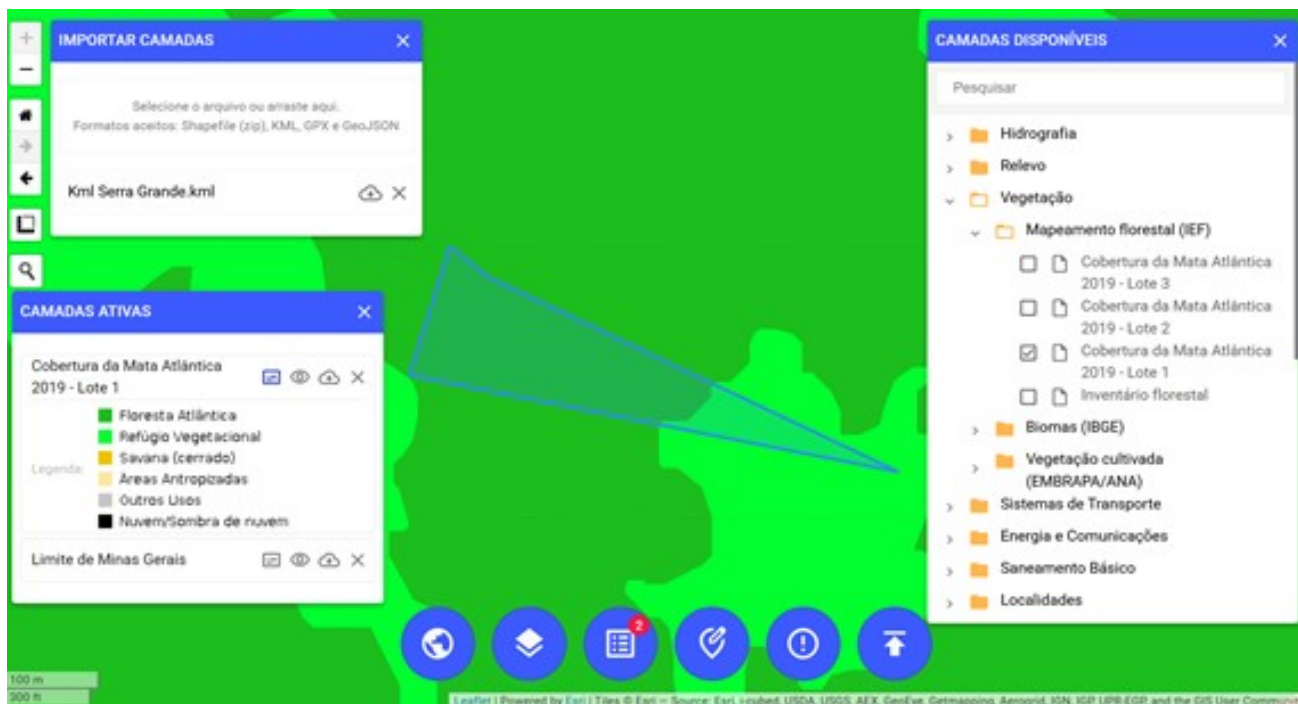 +
IMPORTAR CAMADAS
Selecione o arquivo ou arraste aqui.
Formatos aceitos: Shapefile (zip), KML, GPX e GeoJSON
Kml Serra Grande.kml
CAMADAS ATIVAS
Cobertura da Mata Atlântica
2019 - Lote 1
Legenda:
Floresta Atlântica
Refúgio Vegetacional
Savana (cerrado)
Áreas Antropizadas
Outros Usos
Nuvem/Sombra de nuvem
Limite de Minas Gerais
CAMADAS DISPONÍVEIS
Pesquisar
Hidrografia
Relevo
Vegetação
Mapeamento florestal (IEF)
Cobertura da Mata Atlântica
2019 - Lote 3
Cobertura da Mata Atlântica
2019 - Lote 2
Cobertura da Mata Atlântica
2019 - Lote 1
Inventário florestal
Biomas (IBGE)
Vegetação cultivada
(EMBRAPA/ANA)
Sistemas de Transporte
Energia e Comunicações
Saneamento Básico
Localidades
2
100 m
300 ft
Leaflet | Powered by Esri | Tiles © Esri — Source: Esri, i-cubed, USDA, USGS, AEX, GeoEye, Getmapping, Aerogrid, IGN, IGP, UPR-EGP, and the GIS User